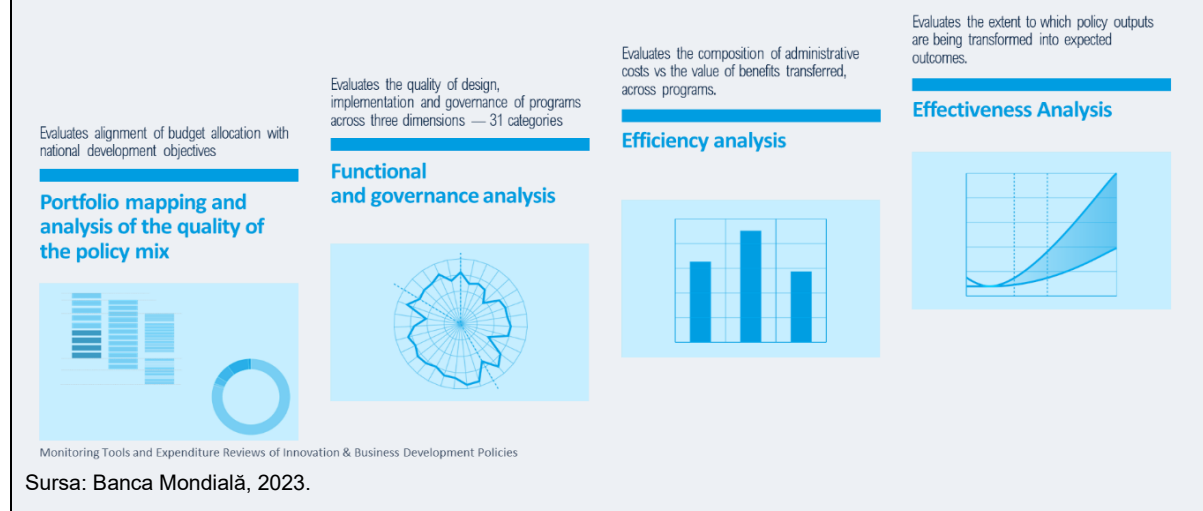 Evaluates alignment of budget allocation with
national development objectives
Portfolio mapping and
analysis of the quality of
the policy mix
Evaluates the quality of design,
implementation and governance of programs
across three dimensions — 31 categories
Functional
and governance analysis
Evaluates the composition of administrative
costs vs the value of benefits transferred,
across programs.
Efficiency analysis
Evaluates the extent to which policy outputs
are being transformed into expected
outcomes.
Effectiveness Analysis
Monitoring Tools and Expenditure Reviews of Innovation & Business Development Policies
Sursa: Banca Mondială, 2023.